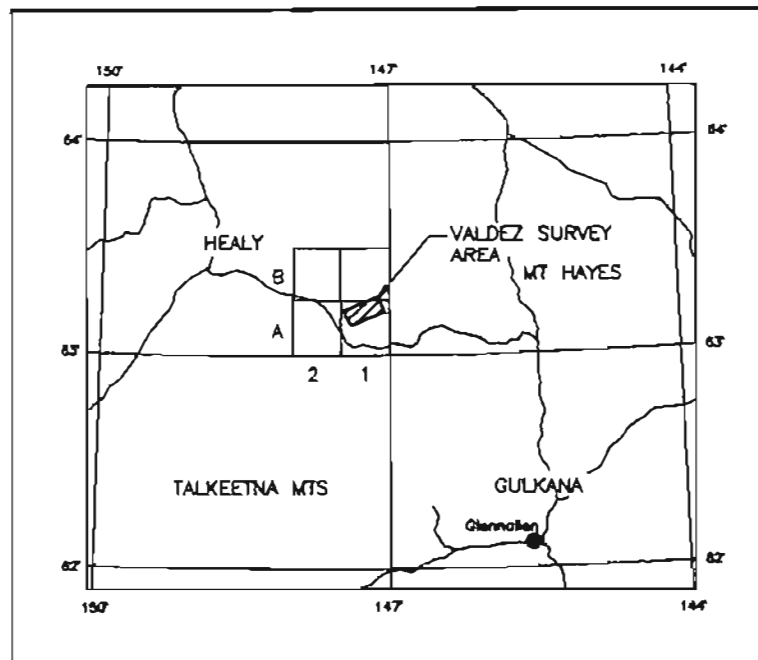 150° 147° 144°
64° 64°
HEALY
VALDEZ SURVEY
AREA
MT HAYES
B
A
63° 63°
2 1
TALKEETNA MTS
GULKANA
Glennallen
62° 62°
150° 147° 144°